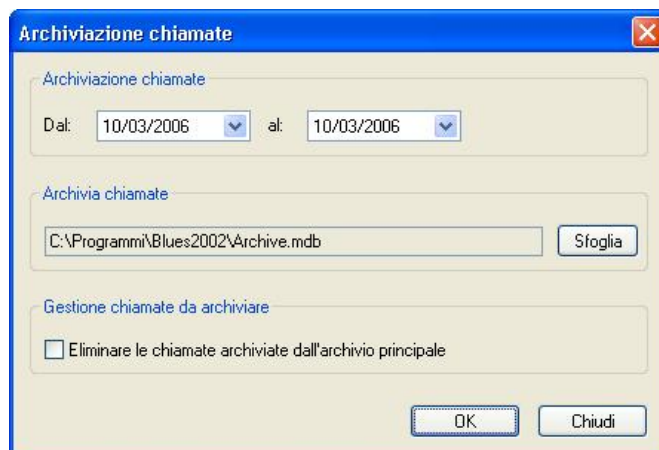 Archiviazione chiamate
Archiviazione chiamate
Dal: 10/03/2006 al: 10/03/2006
Archivia chiamate
C:\Programmi\Blues2002\Archive.mdb Sfoglia
Gestione chiamate da archiviare
Eliminare le chiamate archiviate dall'archivio principale
OK Chiudi